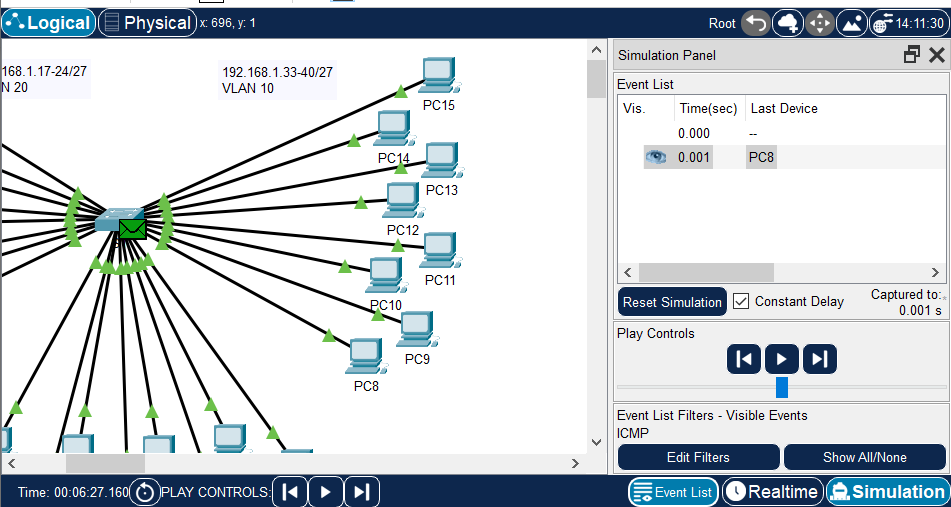 Logical
Physical
x: 696, y: 1
Root
14:11:30
168.1.17-24/27
N 20
192.168.1.33-40/27
VLAN 10
PC15
PC14
PC13
PC12
PC11
PC10
PC9
PC8
Simulation Panel
Event List
Vis.
Time(sec)
Last Device
0.000
--
0.001
PC8
Reset Simulation
Constant Delay
Captured to:
0.001 s
Play Controls
Event List Filters - Visible Events
ICMP
Edit Filters
Show All/None
Time: 00:06:27.160
PLAY CONTROLS:
Event List
Realtime
Simulation